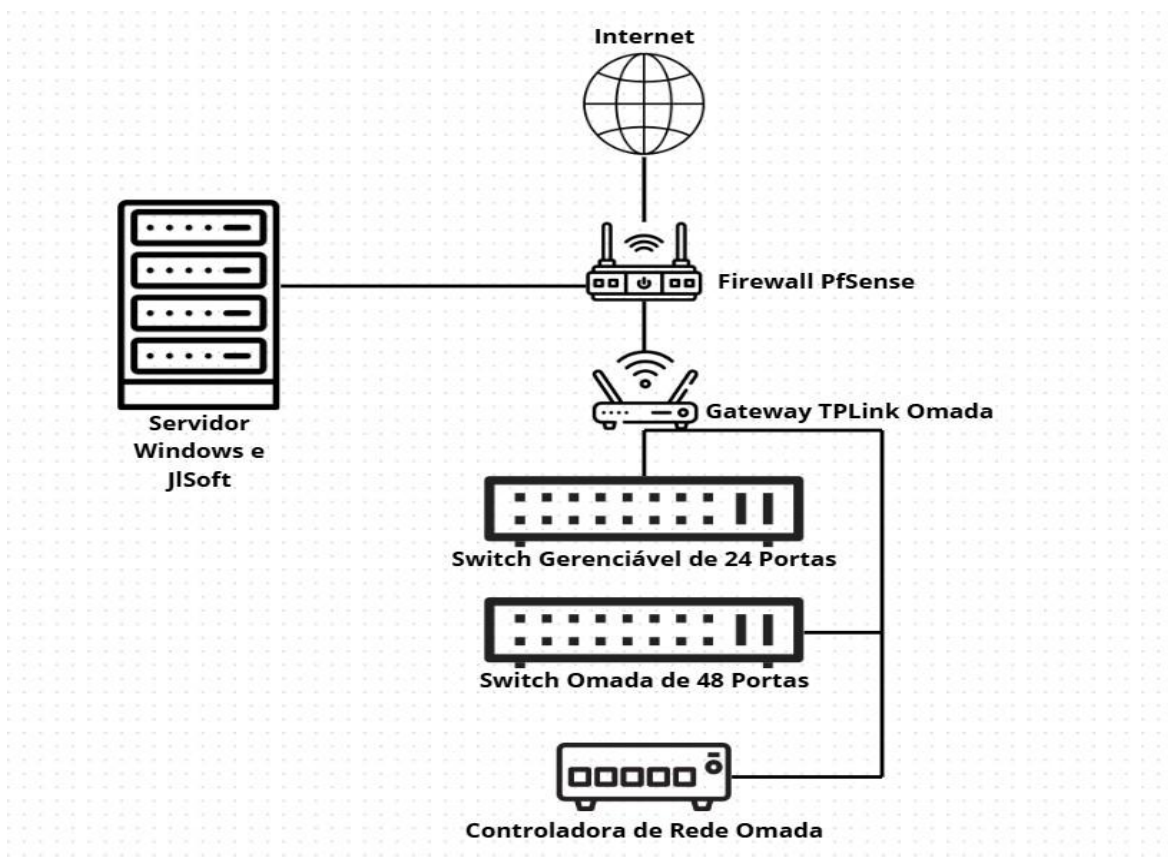 Internet
Firewall PfSense
Gateway TPLink Omada
Servidor
Windows e
JlSoft
Switch Gerenciável de 24 Portas
Switch Omada de 48 Portas
Controladora de Rede Omada